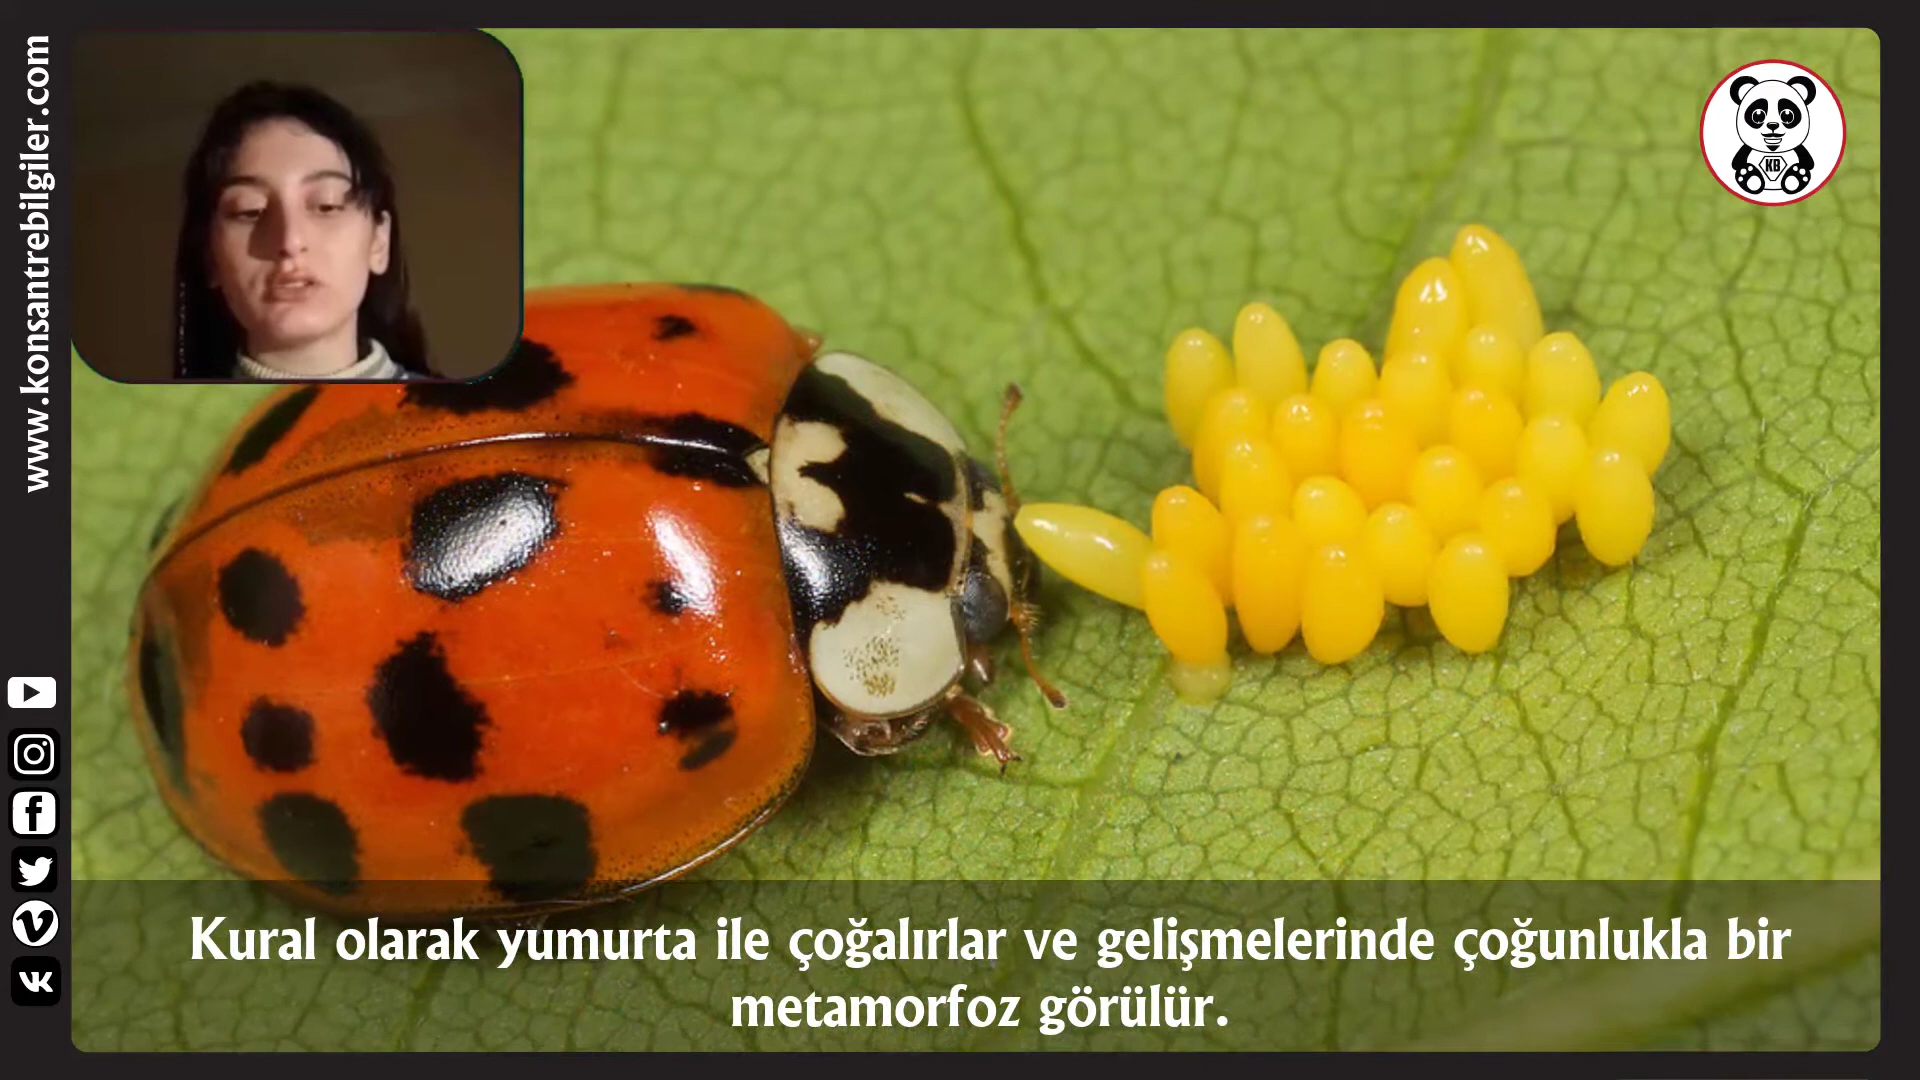 www.konsantrebilgiler.com
KB
Kural olarak yumurta ile çoğalırlar ve gelişmelerinde çoğunlukla bir
metamorfoz görülür.